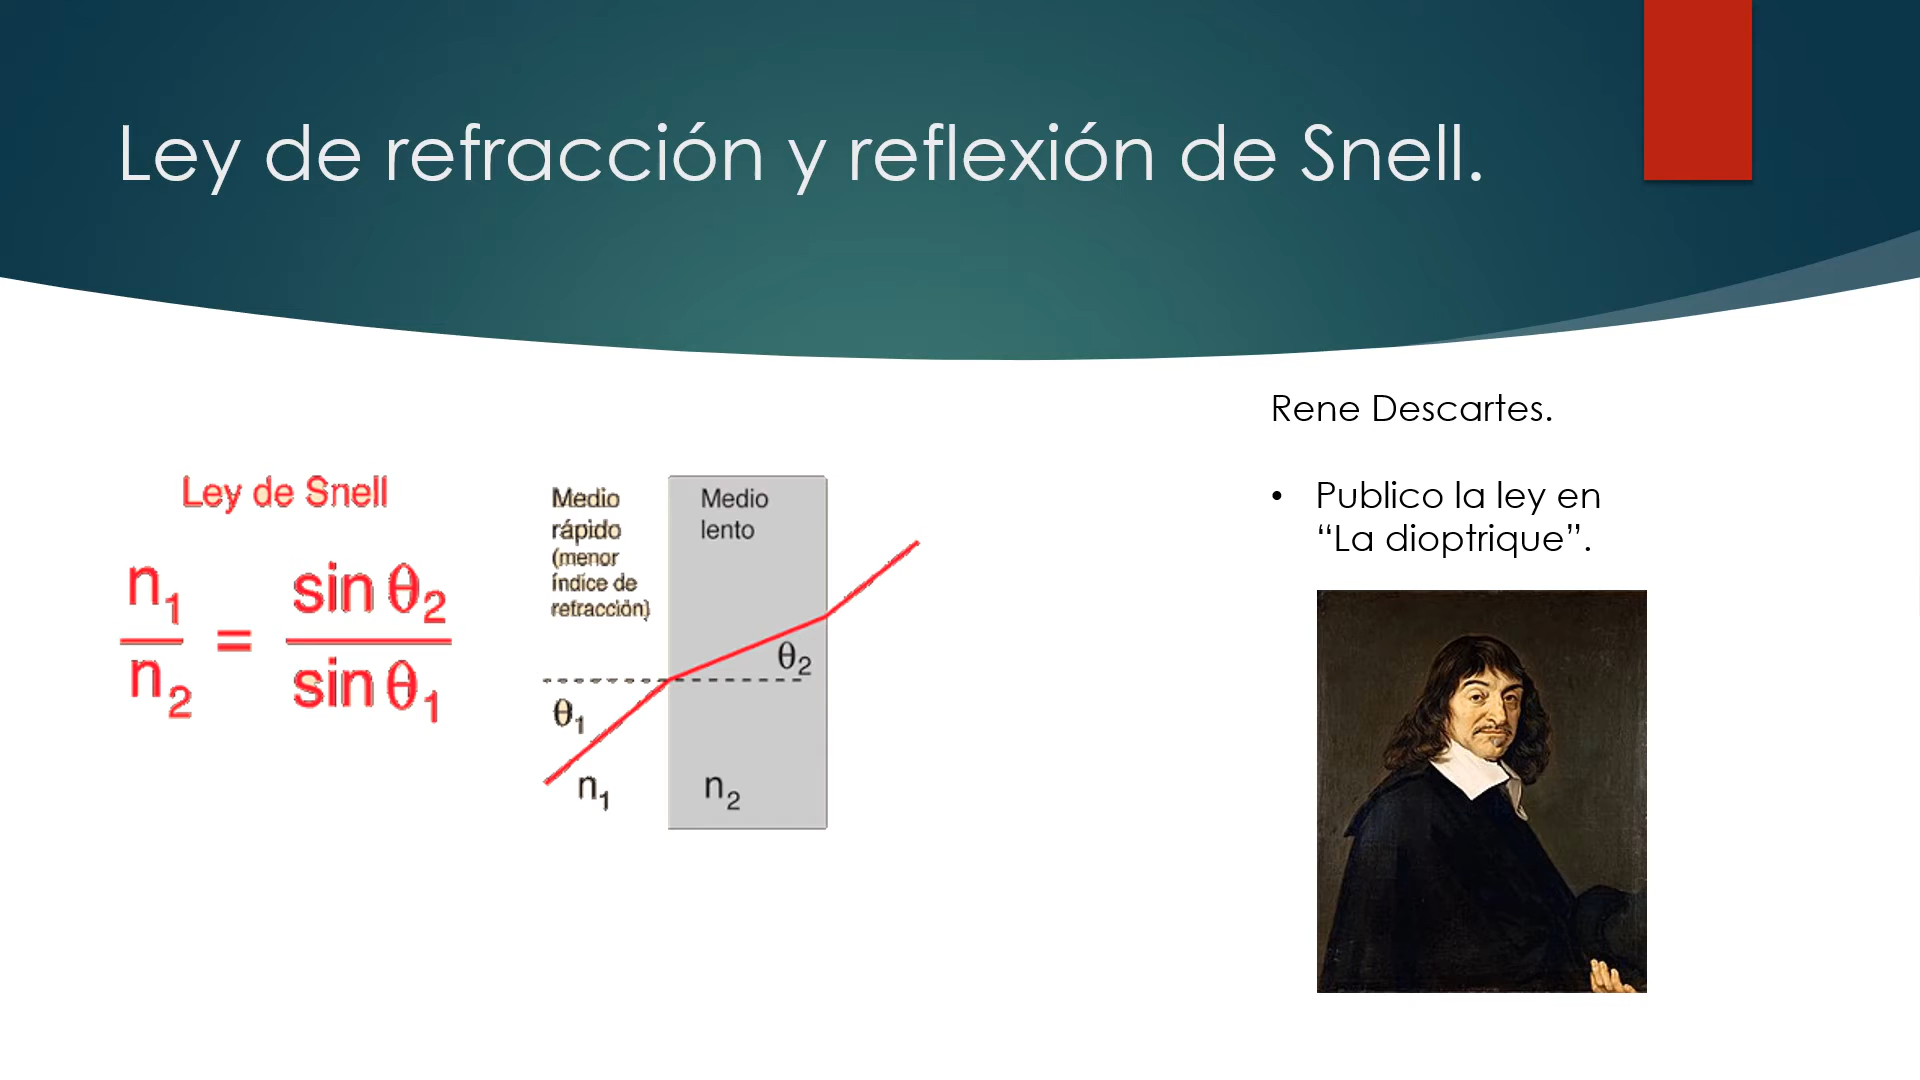 Ley de refracción y reflexión de Snell.
Ley de Snell
n₁
n₂
=
sin θ₂
sin θ₁
Medio
rápido
(menor
índice de
refracción)
Medio
lento
θ₂
θ₁
n₁
n₂
Rene Descartes.
• Publico la ley en
“La dioptrique”.